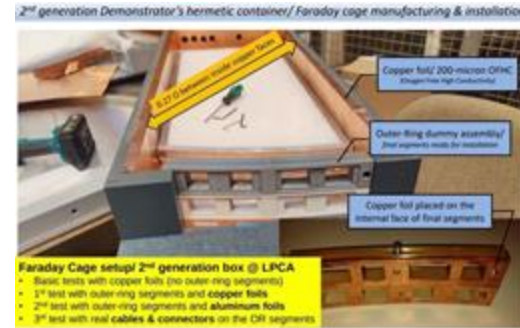 2nd generation Demonstrator's hermetic container/ Faraday cage manufacturing & installation
0.27 Ω between inside copper faces
Copper foil/ 200-micron OFHC
(Oxygen Free High Conductivity)
Outer-Ring dummy assembly/
final segments ready for installation
Copper foil placed on the
internal face of final segments
Faraday Cage setup/ 2nd generation box @ LPCA
• Basic tests with copper foils (no outer-ring segments)
• 1st test with outer-ring segments and copper foils
• 2nd test with outer-ring segments and aluminum foils
• 3rd test with real cables & connectors on the OR segments